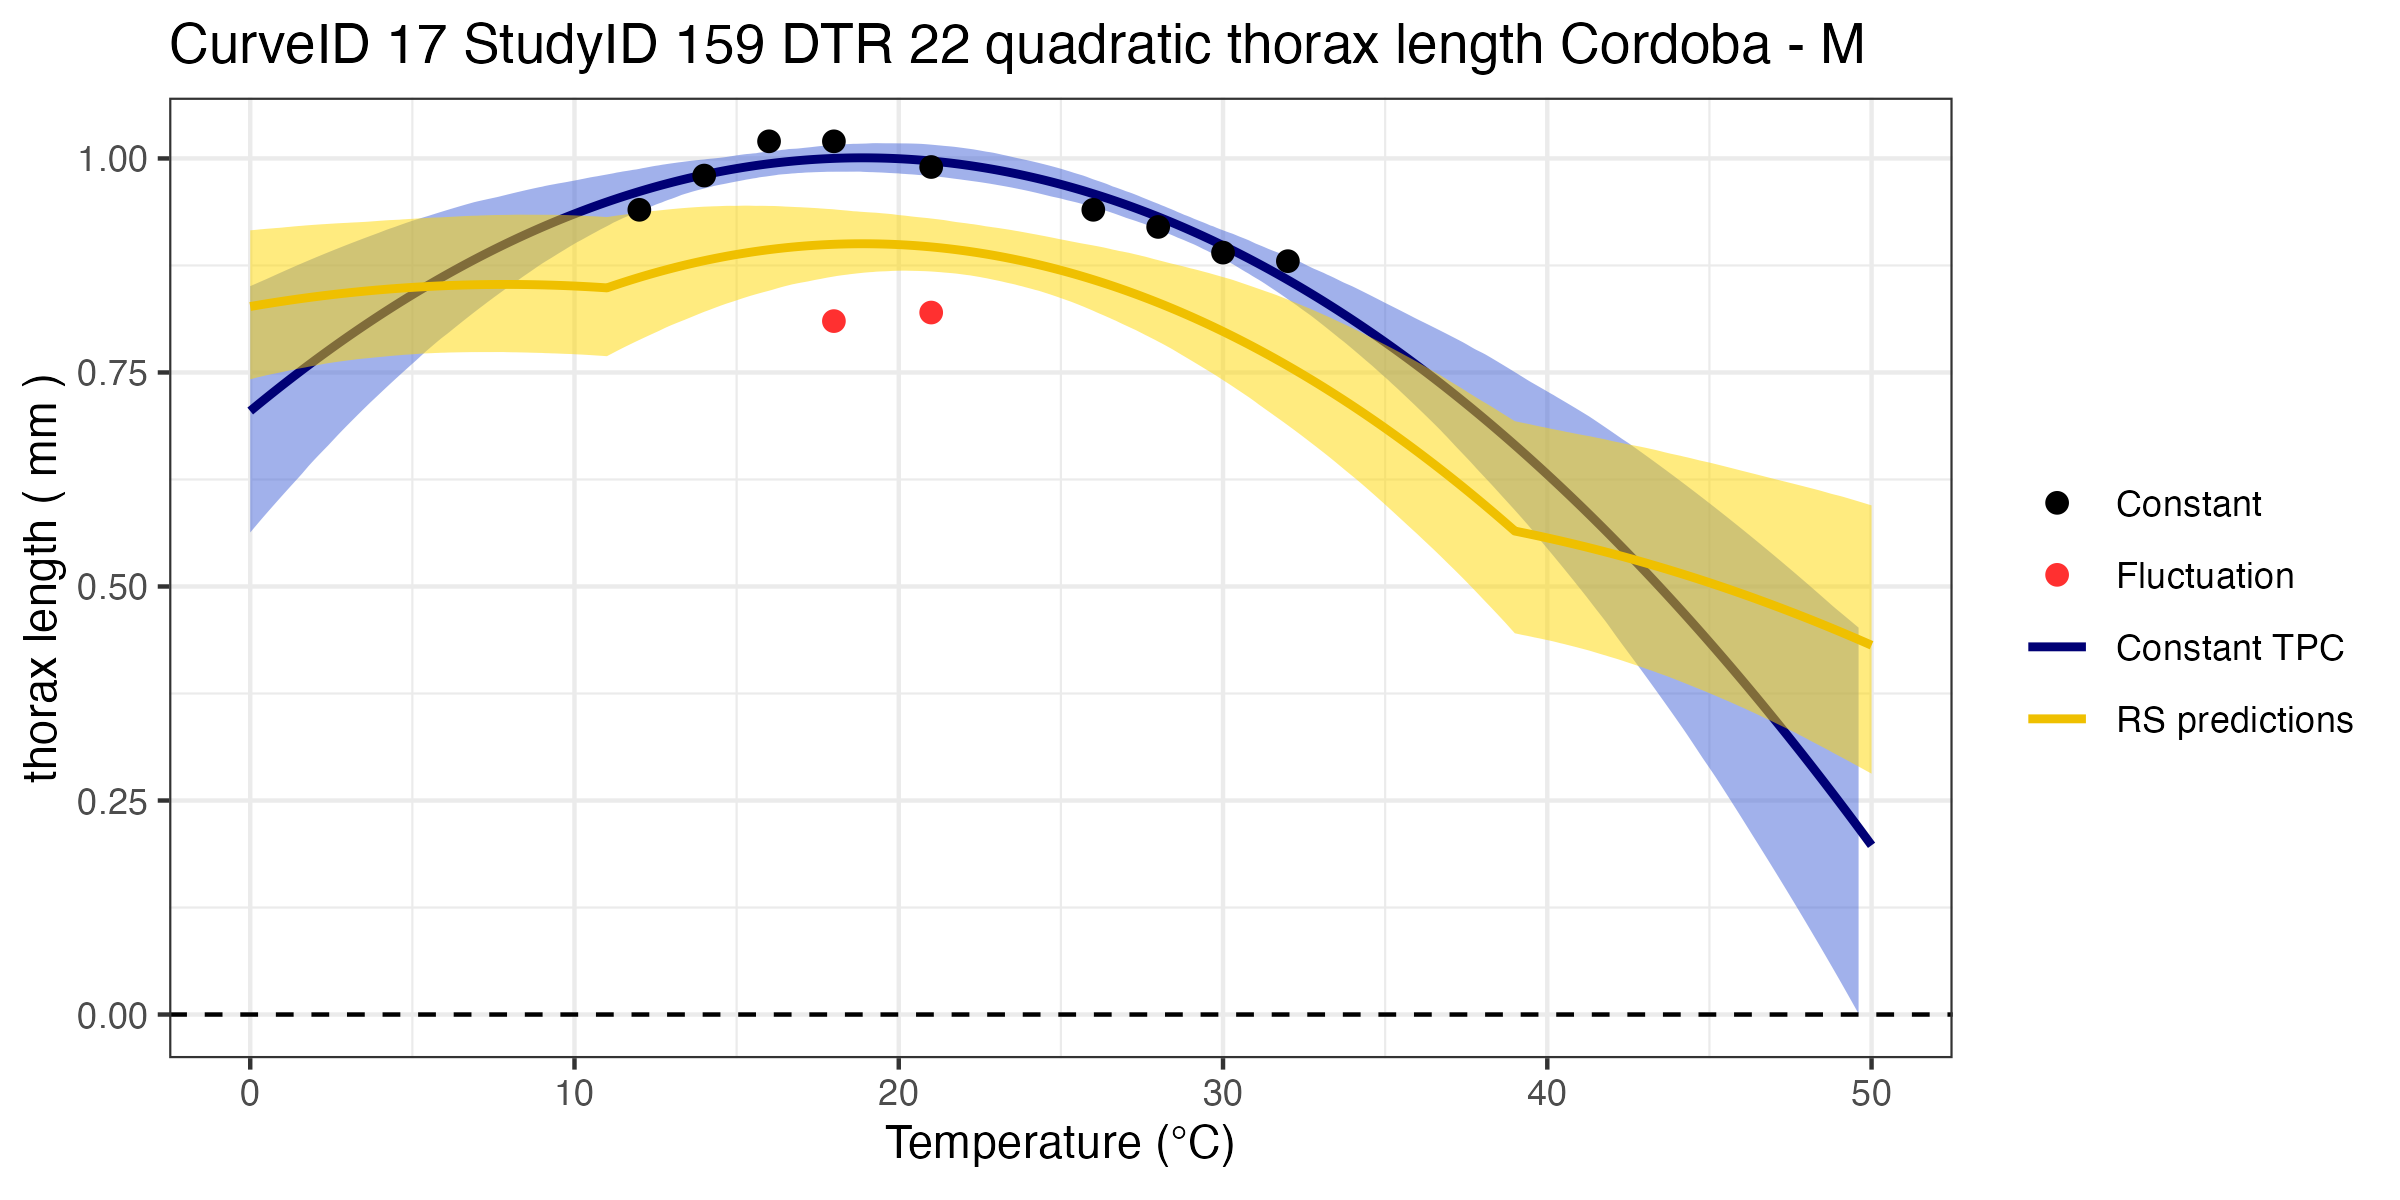 CurveID 17 StudyID 159 DTR 22 quadratic thorax length Cordoba - M
thorax length ( mm )
1.00
0.75
0.50
0.25
0.00
0 10 20 30 40 50
Temperature (°C)
Constant
Fluctuation
Constant TPC
RS predictions